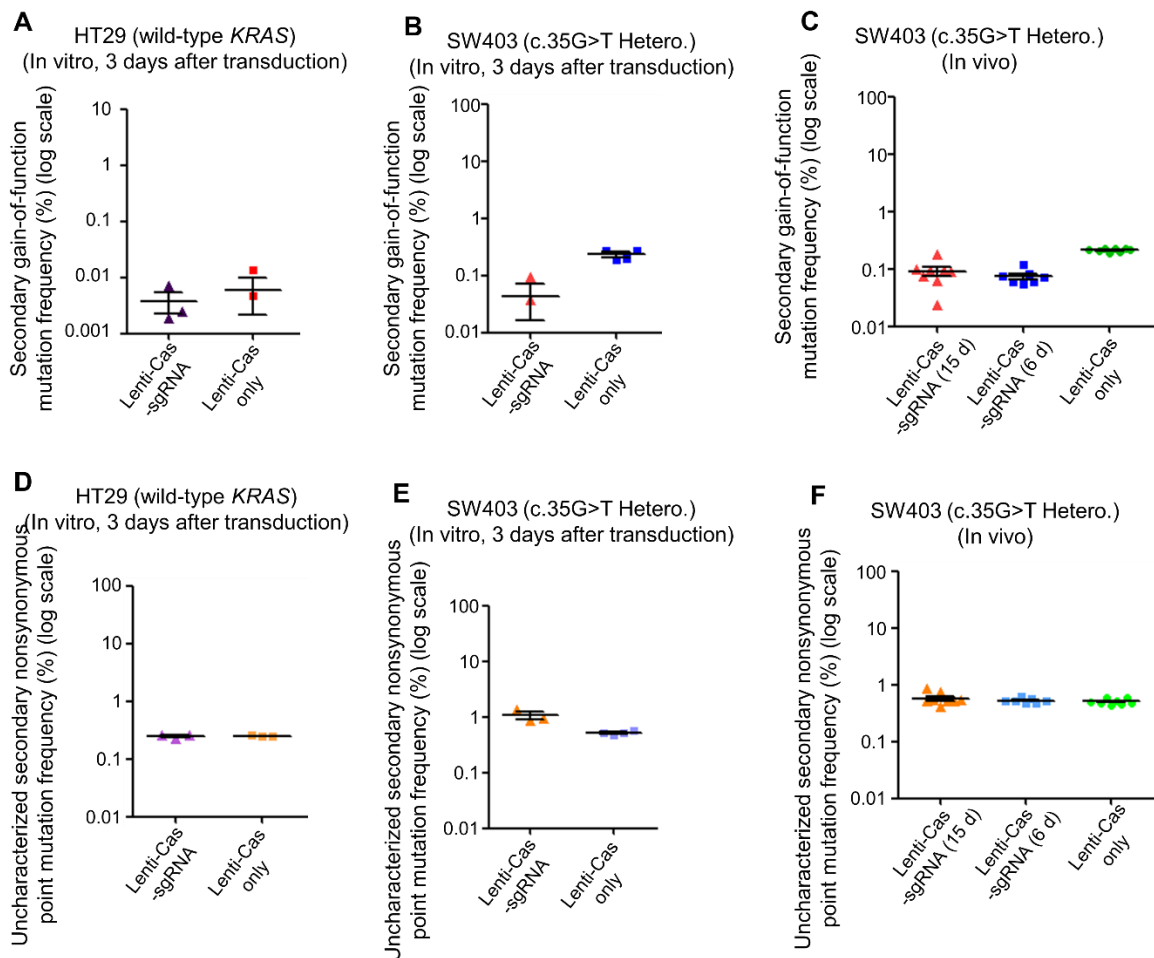 A
HT29 (wild-type KRAS)
(In vitro, 3 days after transduction)
Secondary gain-of-function
mutation frequency (%) (log scale)
10
1
0.1
0.01
0.001
Lenti-Cas
-sgRNA
Lenti-Cas
only
B
SW403 (c.35G>T Hetero.)
(In vitro, 3 days after transduction)
Secondary gain-of-function
mutation frequency (%) (log scale)
100
10
1
0.1
0.01
Lenti-Cas
-sgRNA
Lenti-Cas
only
C
SW403 (c.35G>T Hetero.)
(In vivo)
Secondary gain-of-function
mutation frequency (%) (log scale)
100
10
1
0.1
0.01
Lenti-Cas
-sgRNA (15 d)
Lenti-Cas
-sgRNA (6 d)
Lenti-Cas
only
D
HT29 (wild-type KRAS)
(In vitro, 3 days after transduction)
Uncharacterized secondary nonsynonymous
point mutation frequency (%) (log scale)
100
10
1
0.1
0.01
Lenti-Cas
-sgRNA
Lenti-Cas
only
E
SW403 (c.35G>T Hetero.)
(In vitro, 3 days after transduction)
Uncharacterized secondary nonsynonymous
point mutation frequency (%) (log scale)
100
10
1
0.1
0.01
Lenti-Cas
-sgRNA
Lenti-Cas
only
F
SW403 (c.35G>T Hetero.)
(In vivo)
Uncharacterized secondary nonsynonymous
point mutation frequency (%) (log scale)
100
10
1
0.1
0.01
Lenti-Cas
-sgRNA (15 d)
Lenti-Cas
-sgRNA (6 d)
Lenti-Cas
only